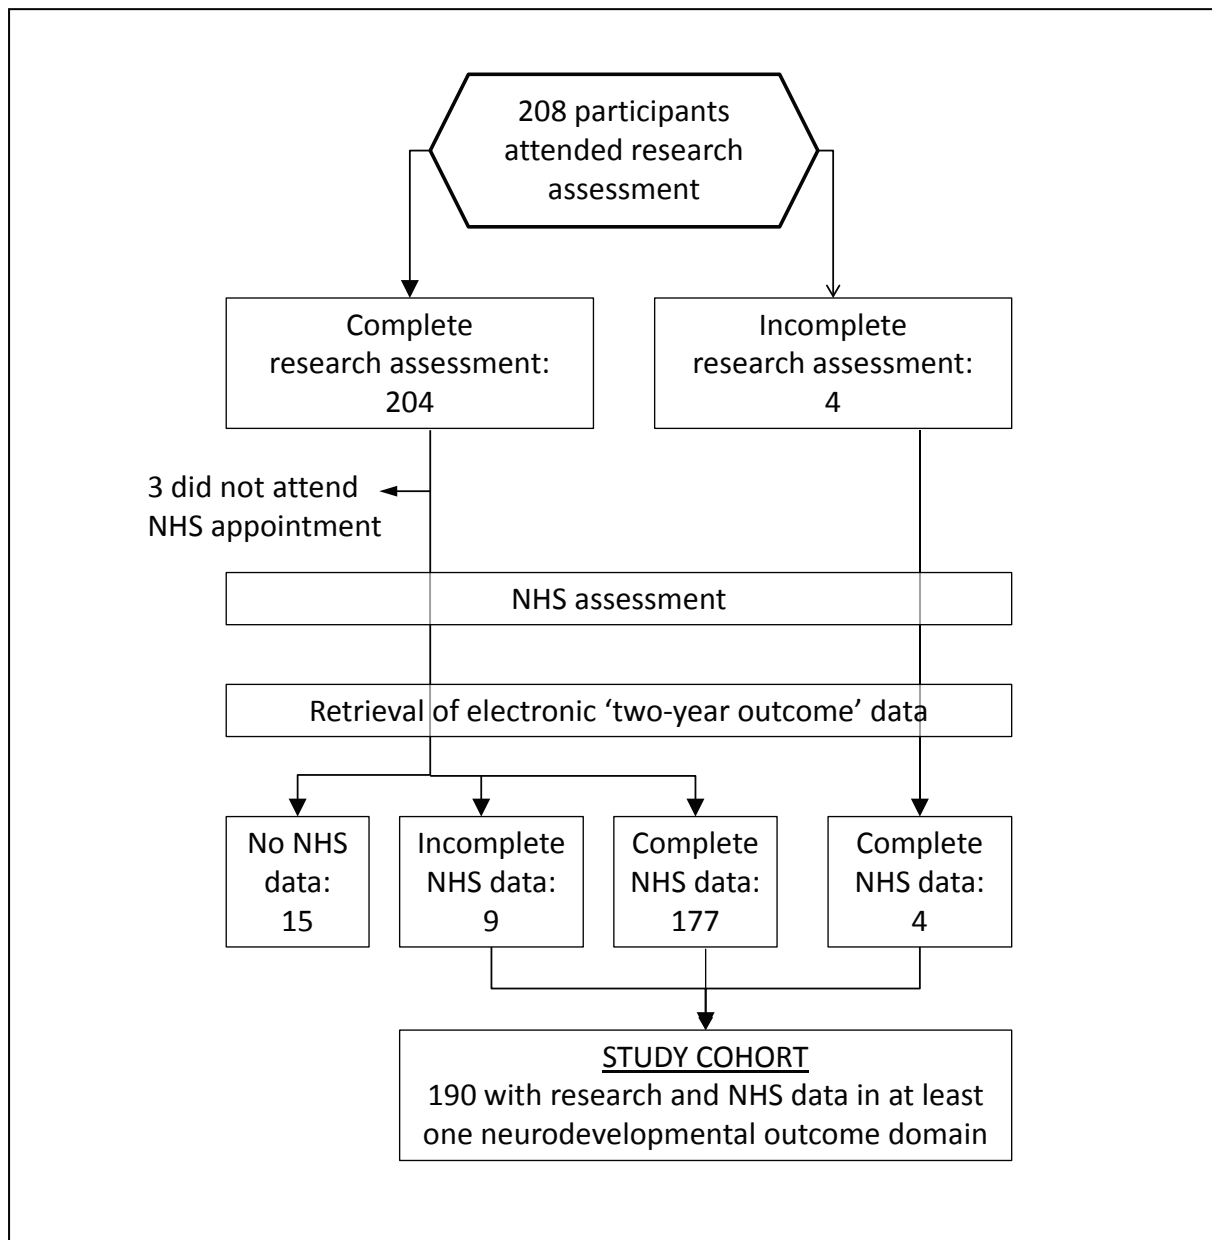 208 participants
attended research
assessment
Complete
research assessment:
204
Incomplete
research assessment:
4
3 did not attend
NHS appointment
NHS assessment
Retrieval of electronic ‘two-year outcome’ data
No NHS
data:
15
Incomplete
NHS data:
9
Complete
NHS data:
177
Complete
NHS data:
4
STUDY COHORT
190 with research and NHS data in at least
one neurodevelopmental outcome domain